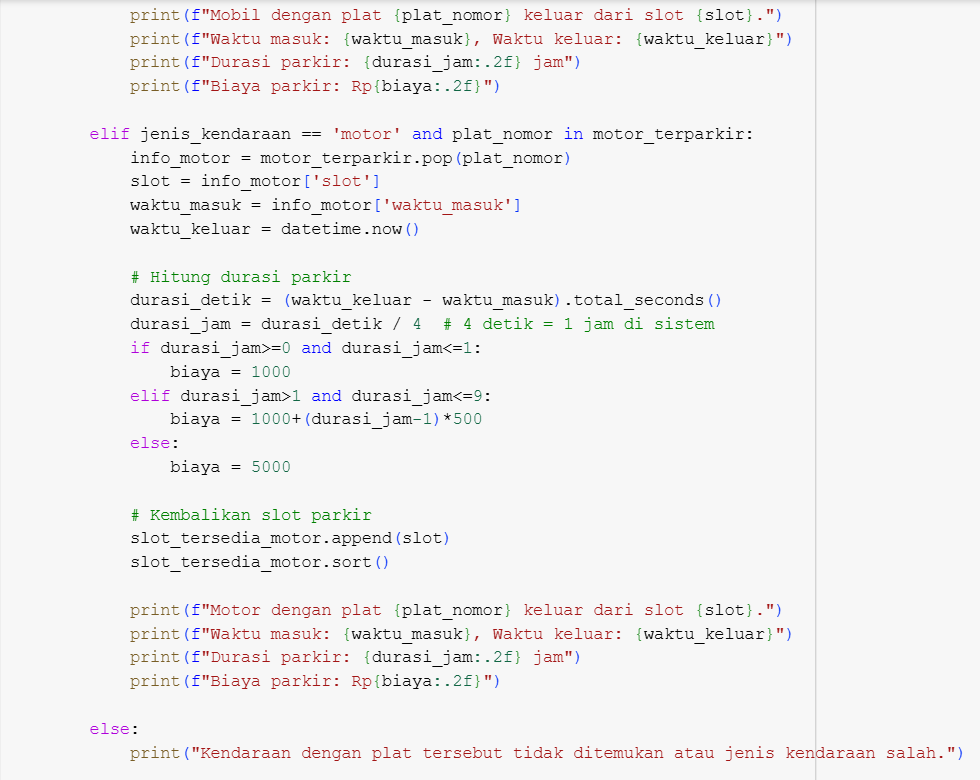 print(f"Mobil dengan plat {plat_nomor} keluar dari slot {slot}.")
print(f"Waktu masuk: {waktu_masuk}, Waktu keluar: {waktu_keluar}")
print(f"Durasi parkir: {durasi_jam:.2f} jam")
print(f"Biaya parkir: Rp{biaya:.2f}")
elif jenis_kendaraan == 'motor' and plat_nomor in motor_terparkir:
info_motor = motor_terparkir.pop(plat_nomor)
slot = info_motor['slot']
waktu_masuk = info_motor['waktu_masuk']
waktu_keluar = datetime.now()
# Hitung durasi parkir
durasi_detik = (waktu_keluar - waktu_masuk).total_seconds()
durasi_jam = durasi_detik / 4  # 4 detik = 1 jam di sistem
if durasi_jam>=0 and durasi_jam<=1:
biaya = 1000
elif durasi_jam>1 and durasi_jam<=9:
biaya = 1000+(durasi_jam-1)*500
else:
biaya = 5000
# Kembalikan slot parkir
slot_tersedia_motor.append(slot)
slot_tersedia_motor.sort()
print(f"Motor dengan plat {plat_nomor} keluar dari slot {slot}.")
print(f"Waktu masuk: {waktu_masuk}, Waktu keluar: {waktu_keluar}")
print(f"Durasi parkir: {durasi_jam:.2f} jam")
print(f"Biaya parkir: Rp{biaya:.2f}")
else:
print("Kendaraan dengan plat tersebut tidak ditemukan atau jenis kendaraan salah.")